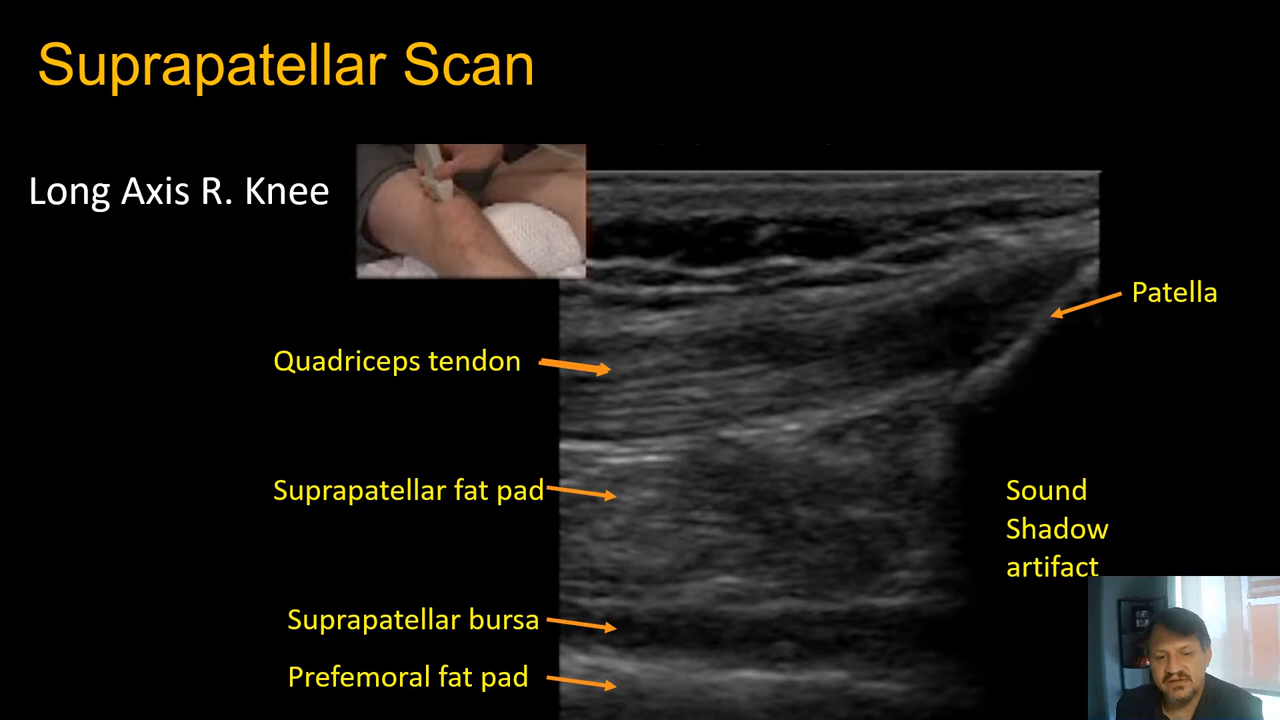 Suprapatellar Scan
Long Axis R. Knee
Patella
Quadriceps tendon
Suprapatellar fat pad
Sound
Shadow
artifact
Suprapatellar bursa
Prefemoral fat pad